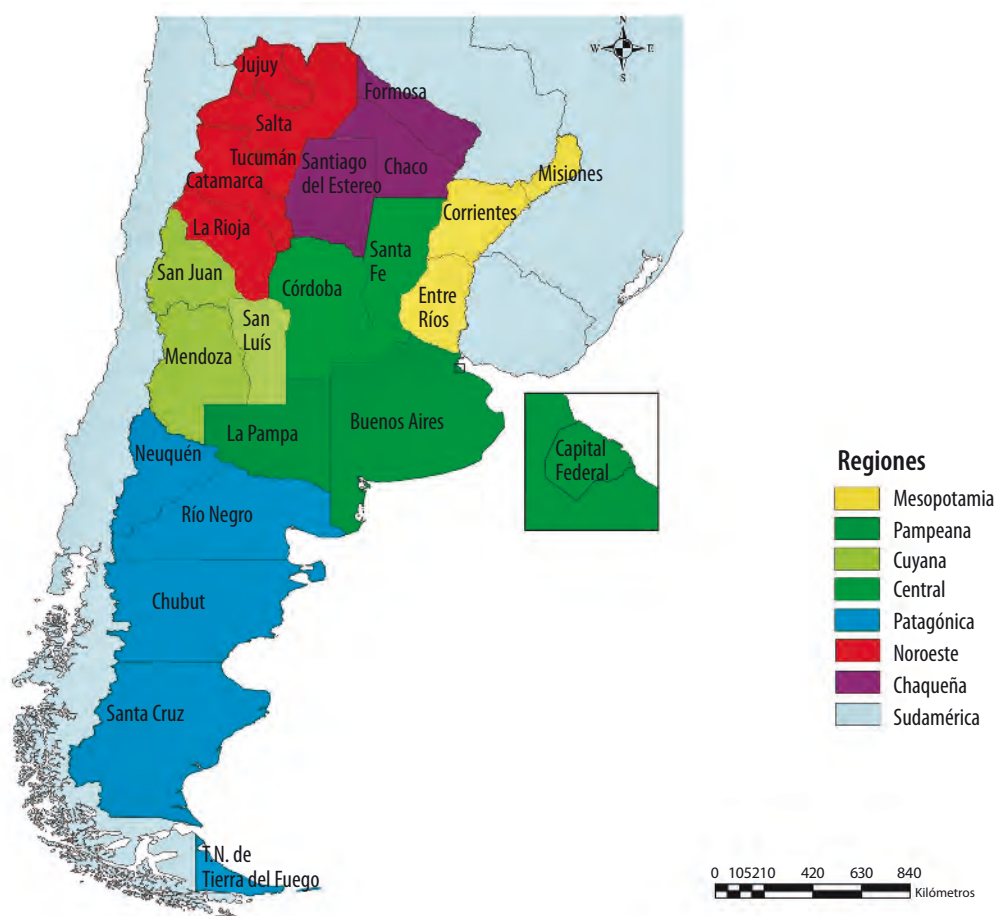 N
W E
S
Jujuy
Formosa
Salta
Tucumán
Santiago
del Estereo
Chaco
Misiones
Catamarca
Corrientes
La Rioja
Santa
Fe
San Juan
Córdoba
Entre
Ríos
San
Luís
Mendoza
Buenos Aires
La Pampa
Neuquén
Capital
Federal
Río Negro
Chubut
Santa Cruz
T.N. de
Tierra del Fuego
Regiones
Mesopotamia
Pampeana
Cuyana
Central
Patagónica
Noroeste
Chaqueña
Sudamérica
0 105210 420 630 840
Kilómetros